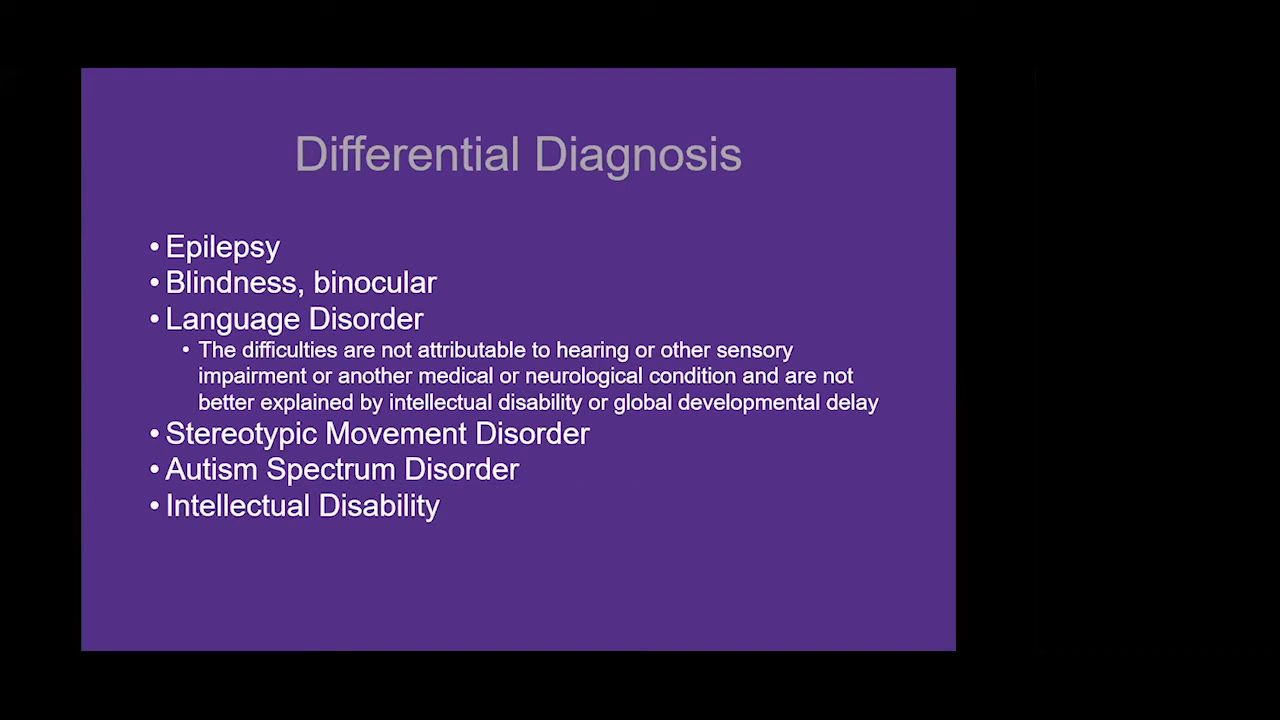 Differential Diagnosis
• Epilepsy
• Blindness, binocular
• Language Disorder
• The difficulties are not attributable to hearing or other sensory
impairment or another medical or neurological condition and are not
better explained by intellectual disability or global developmental delay
• Stereotypic Movement Disorder
• Autism Spectrum Disorder
• Intellectual Disability